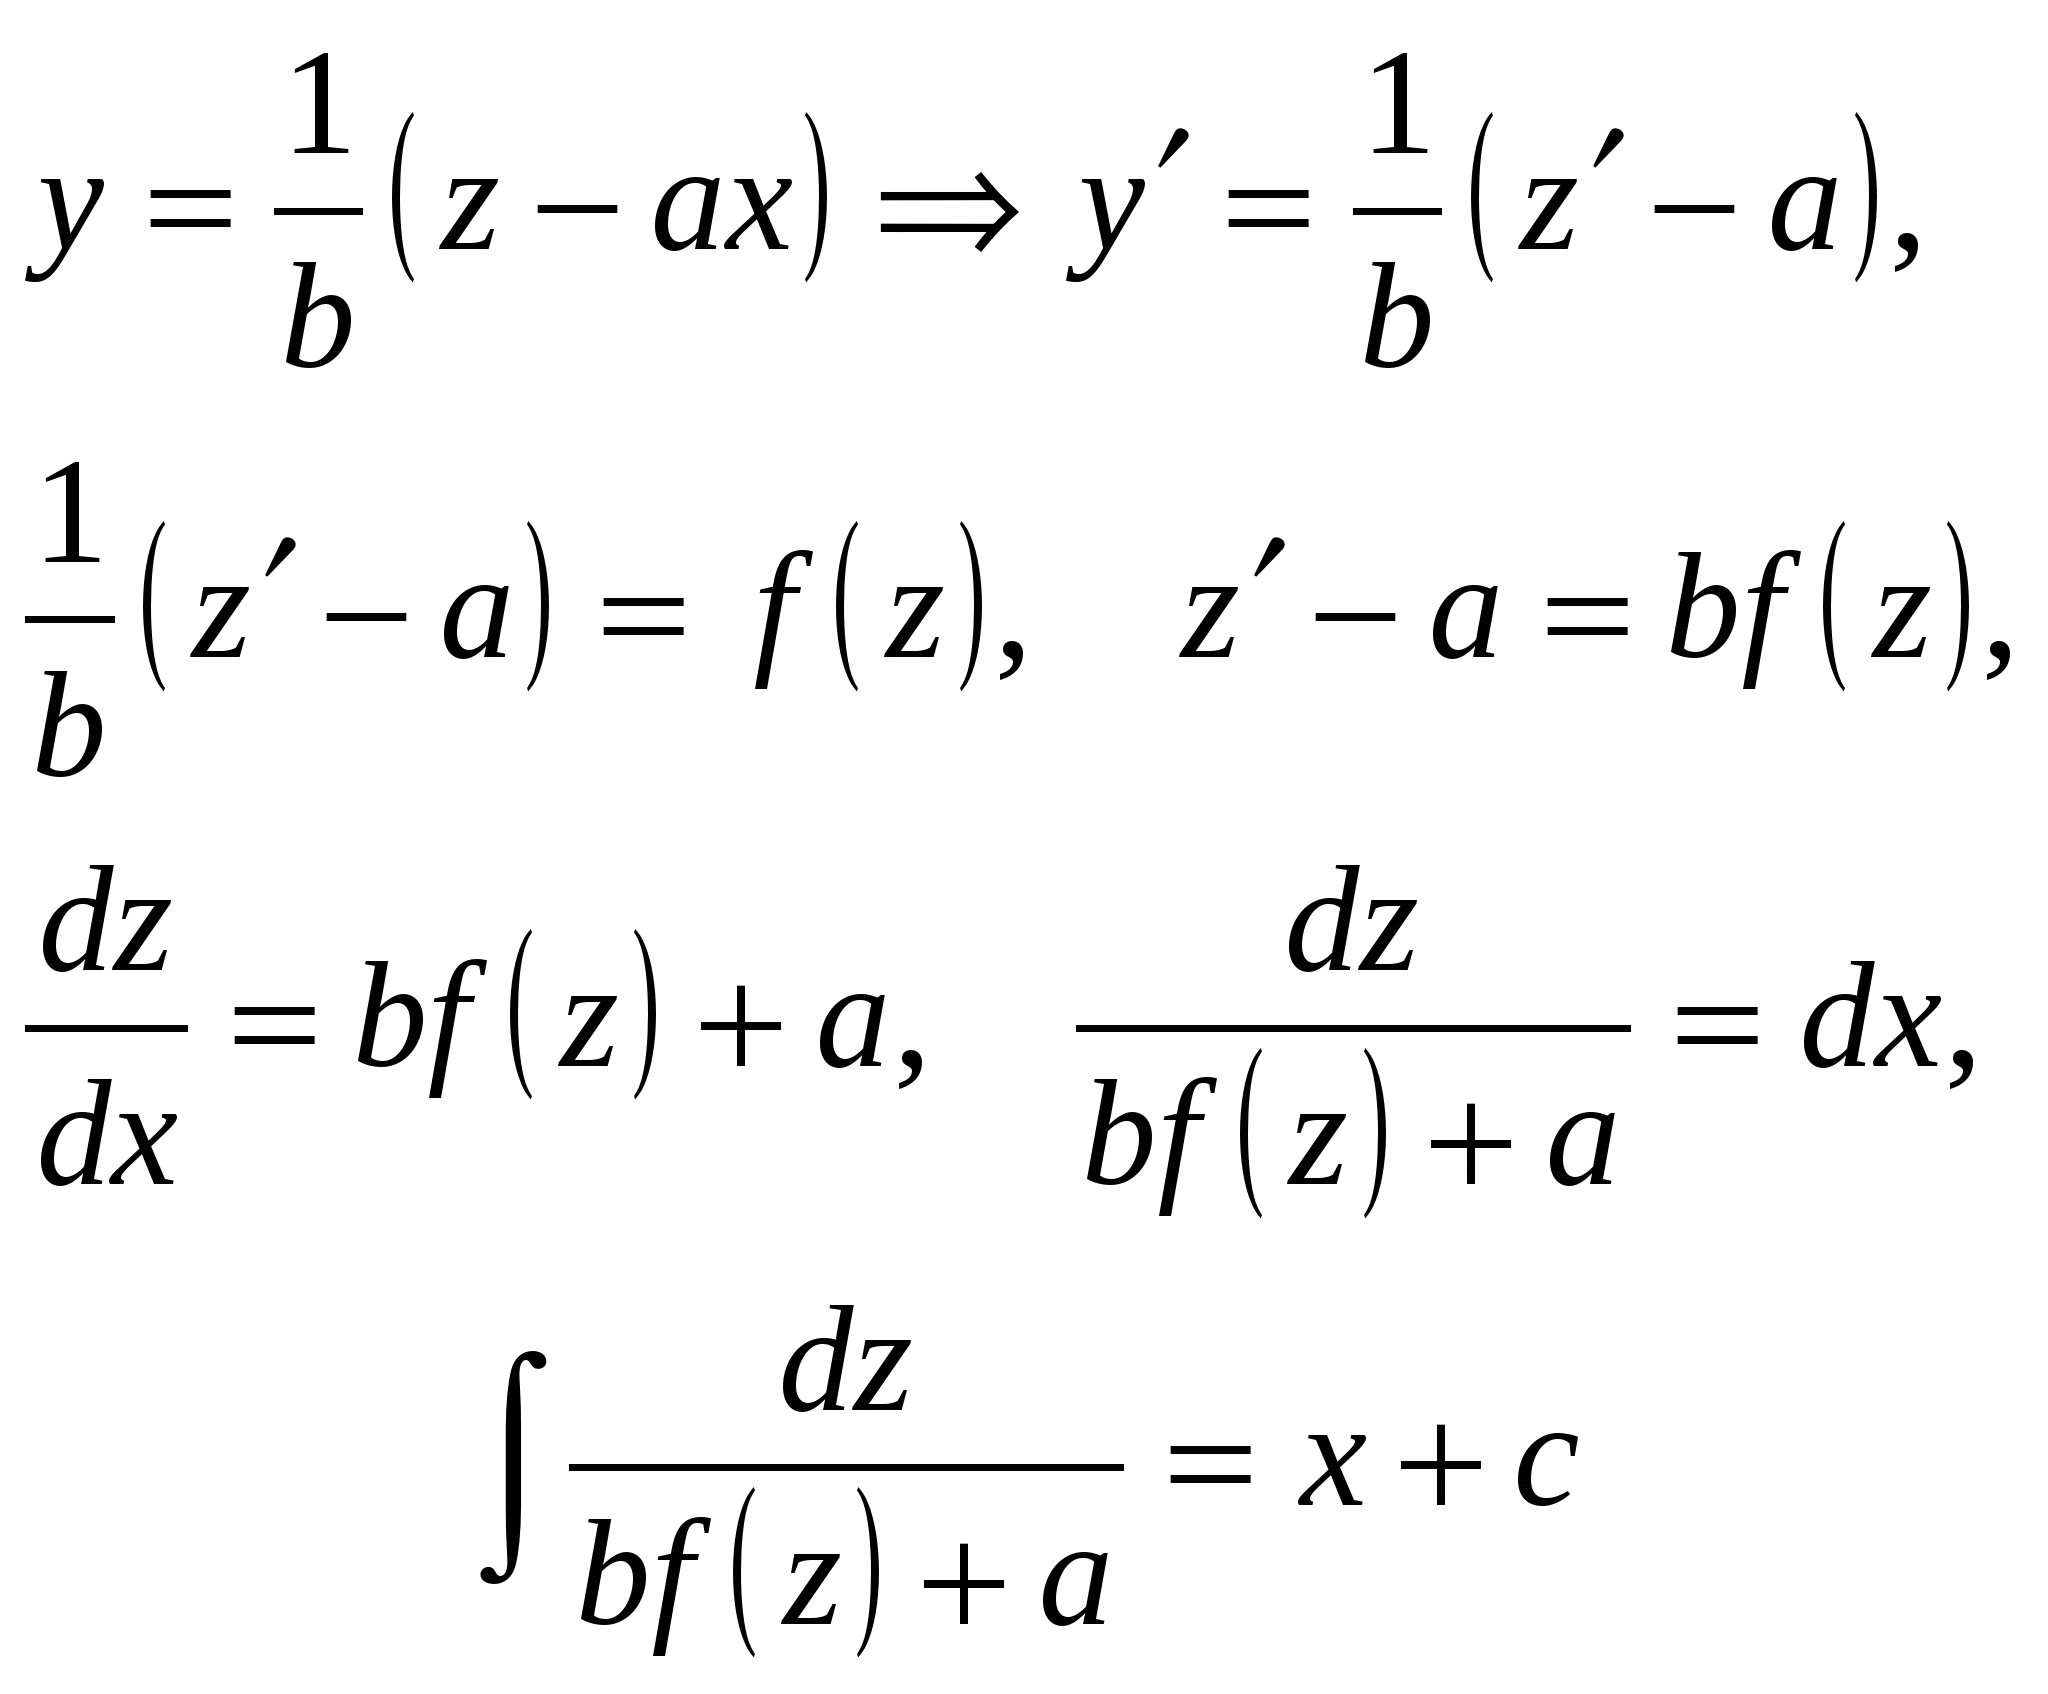 y = 1/b (z − ax) ⇒ y′ = 1/b (z′ − a),
1/b (z′ − a) = f(z), z′ − a = bf(z),
dz/dx = bf(z) + a, dz/(bf(z) + a) = dx,
∫ dz/(bf(z) + a) = x + c